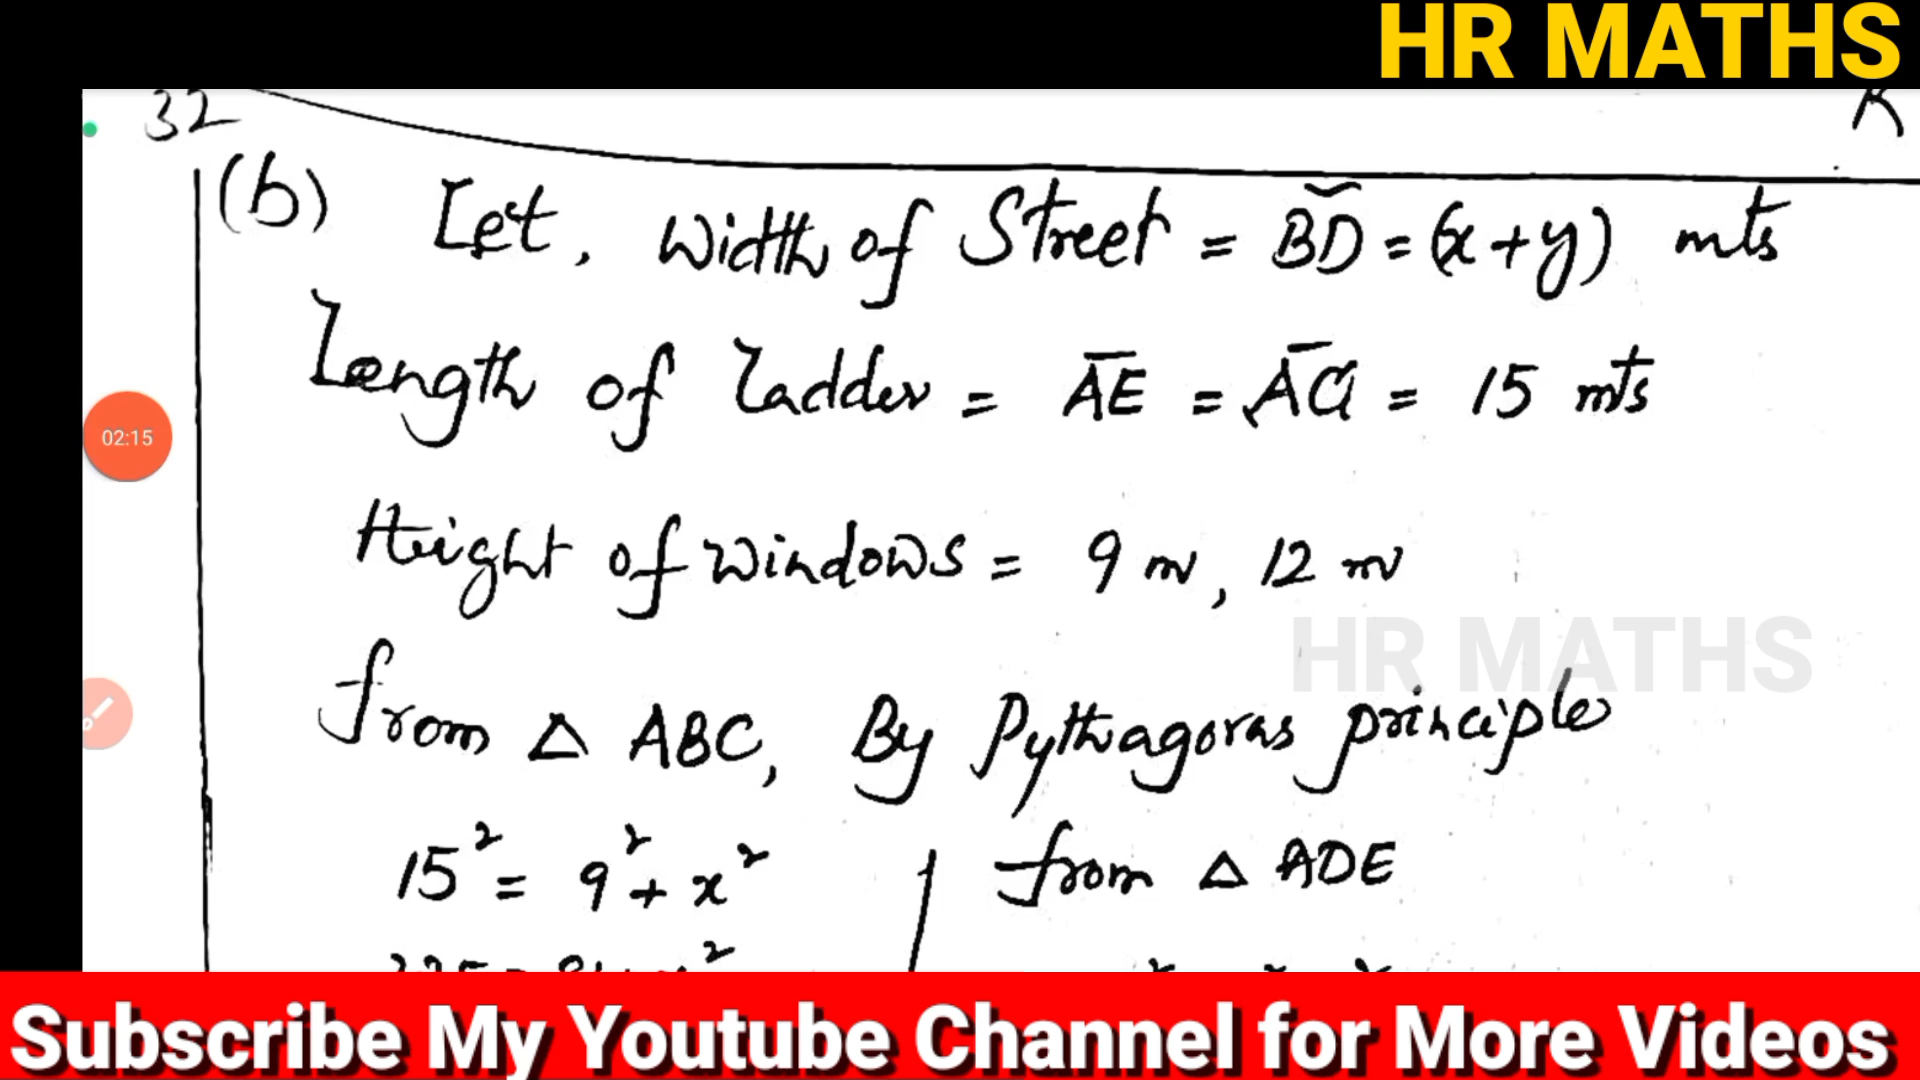 HR MATHS
32
(b) Let, Width of Street = BD = (x+y) mts
Length of ladder = AE = AC = 15 mts
02:15
Height of windows = 9 m, 12 m
HR MATHS
from △ ABC, By Pythagoras principle
15² = 9² + x²
from △ ADE
Subscribe My Youtube Channel for More Videos